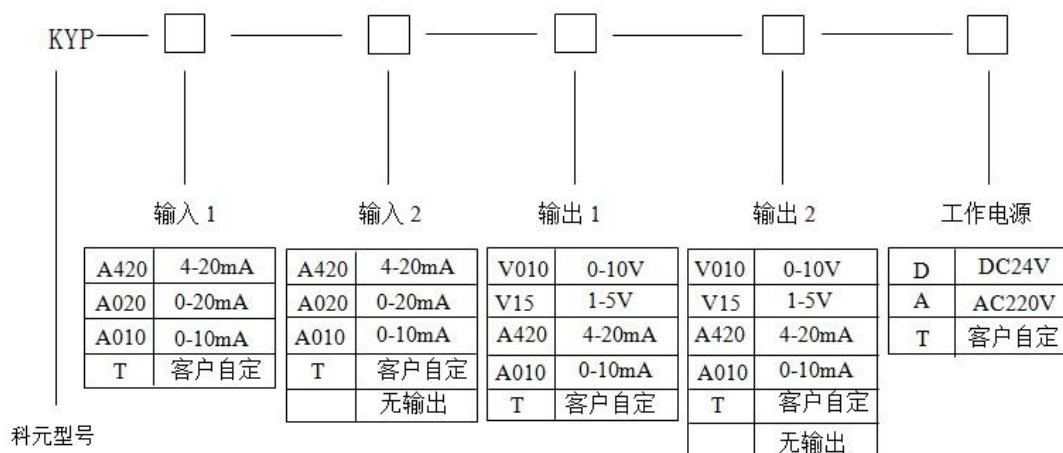 KYP
输入 1 输入 2 输出 1 输出 2 工作电源
A420 4-20mA A420 4-20mA V010 0-10V V010 0-10V D DC24V
A020 0-20mA A020 0-20mA V15 1-5V V15 1-5V A AC220V
A010 0-10mA A010 0-10mA A420 4-20mA A420 4-20mA T 客户自定
T 客户自定 T 客户自定 A010 0-10mA A010 0-10mA
无输出 T 客户自定 T 客户自定
科元型号 无输出